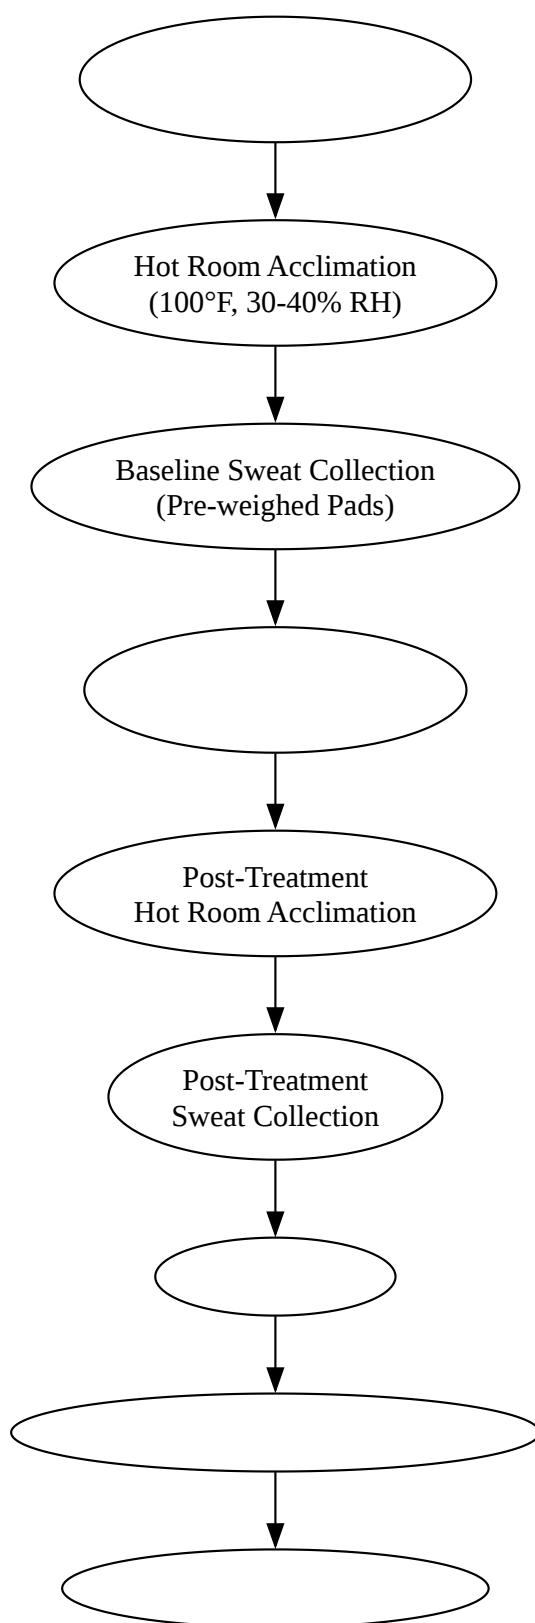 Hot Room Acclimation
(100°F, 30-40% RH)
Baseline Sweat Collection
(Pre-weighed Pads)
Post-Treatment
Hot Room Acclimation
Post-Treatment
Sweat Collection